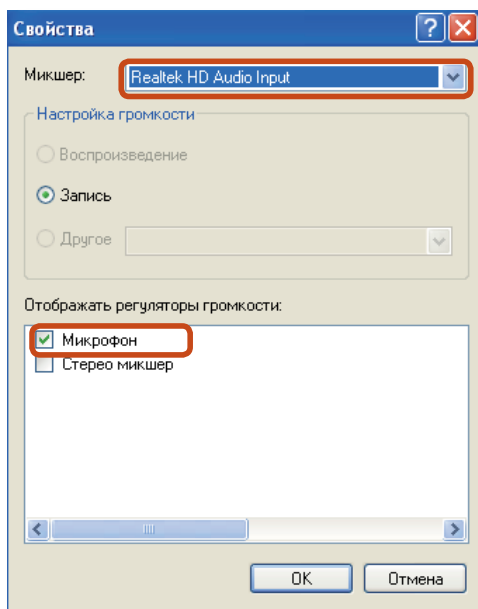 Свойства
Микшер: Realtek HD Audio Input
Настройка громкости
Воспроизведение
Запись
Другое
Отображать регуляторы громкости:
Микрофон
Стерео микшер
OK Отмена